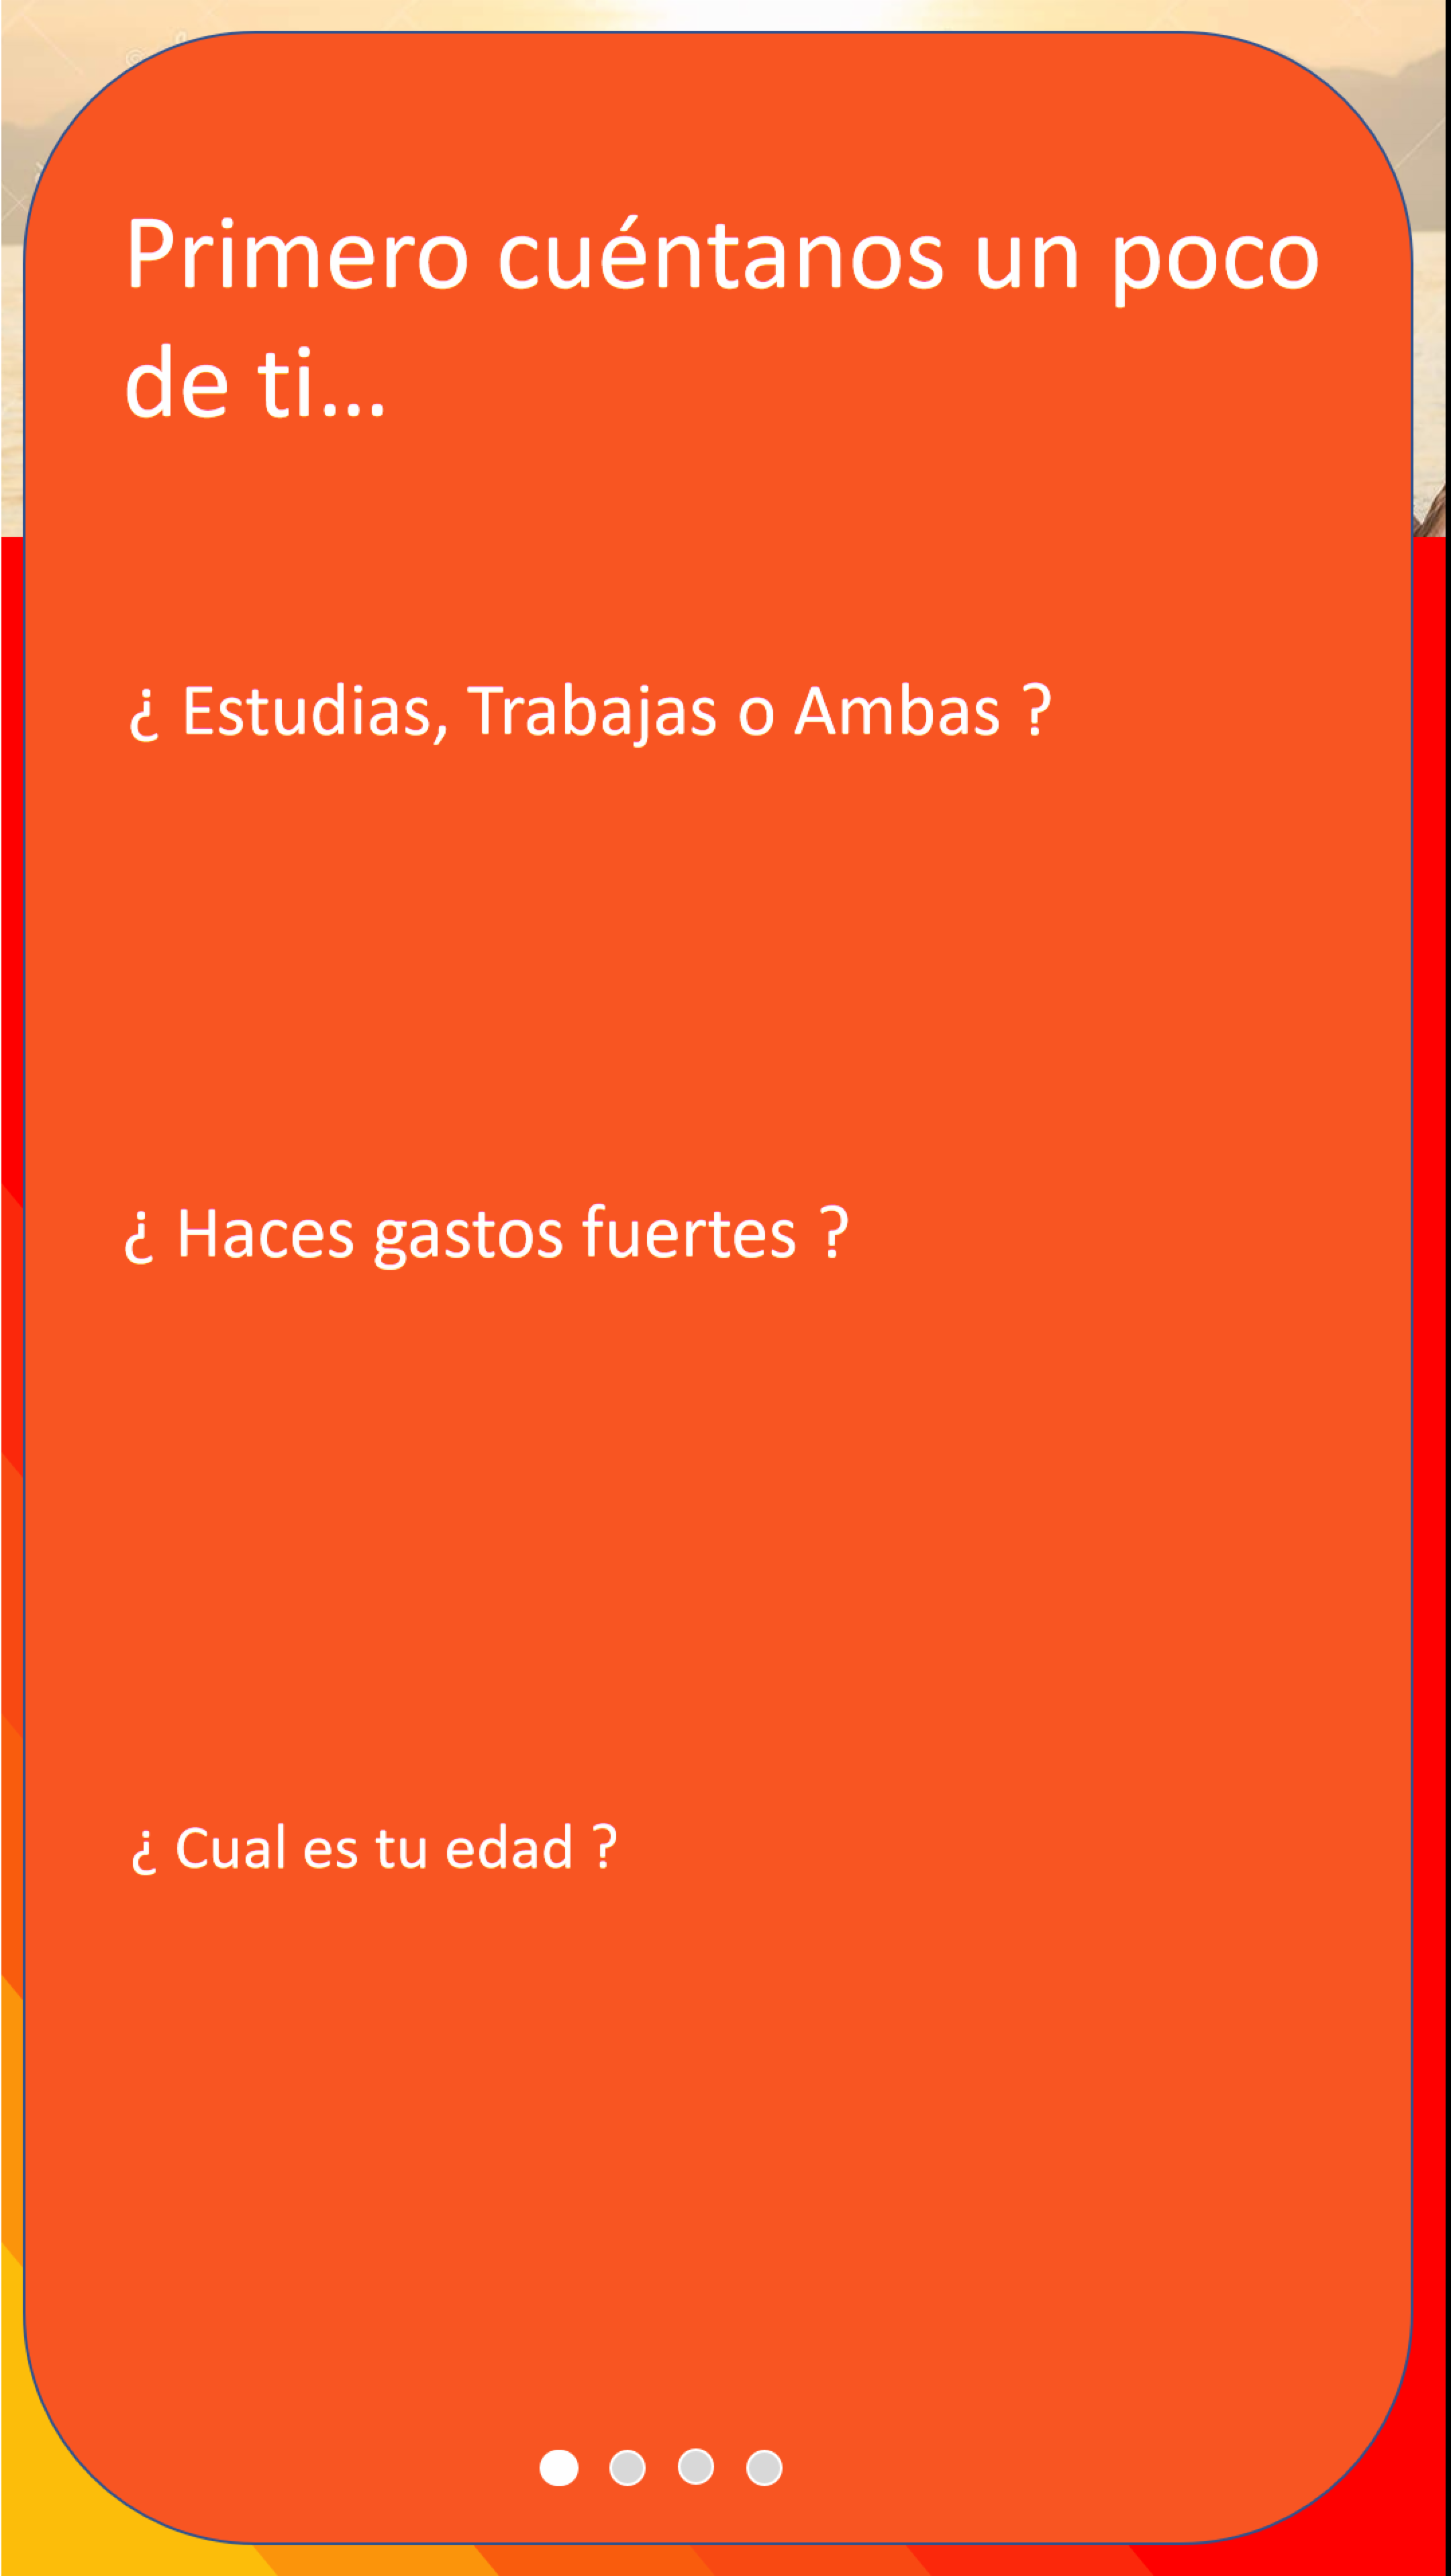 Primero cuéntanos un poco
de ti...
¿ Estudias, Trabajas o Ambas ?
¿ Haces gastos fuertes ?
¿ Cual es tu edad ?